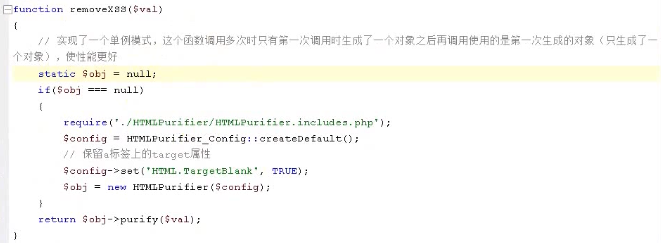 function removeXSS($val)
{
// 实现了一个单例模式，这个函数调用多次时只有第一次调用时生成了一个对象之后再调用使用的是第一次生成的对象（只生成了一
个对象），使性能更好
static $obj = null;
if($obj === null)
{
require('./HTMLPurifier/HTMLPurifier.includes.php');
$config = HTMLPurifier_Config::createDefault();
// 保留a标签上的target属性
$config->set('HTML.TargetBlank', TRUE);
$obj = new HTMLPurifier($config);
}
return $obj->purify($val);
}